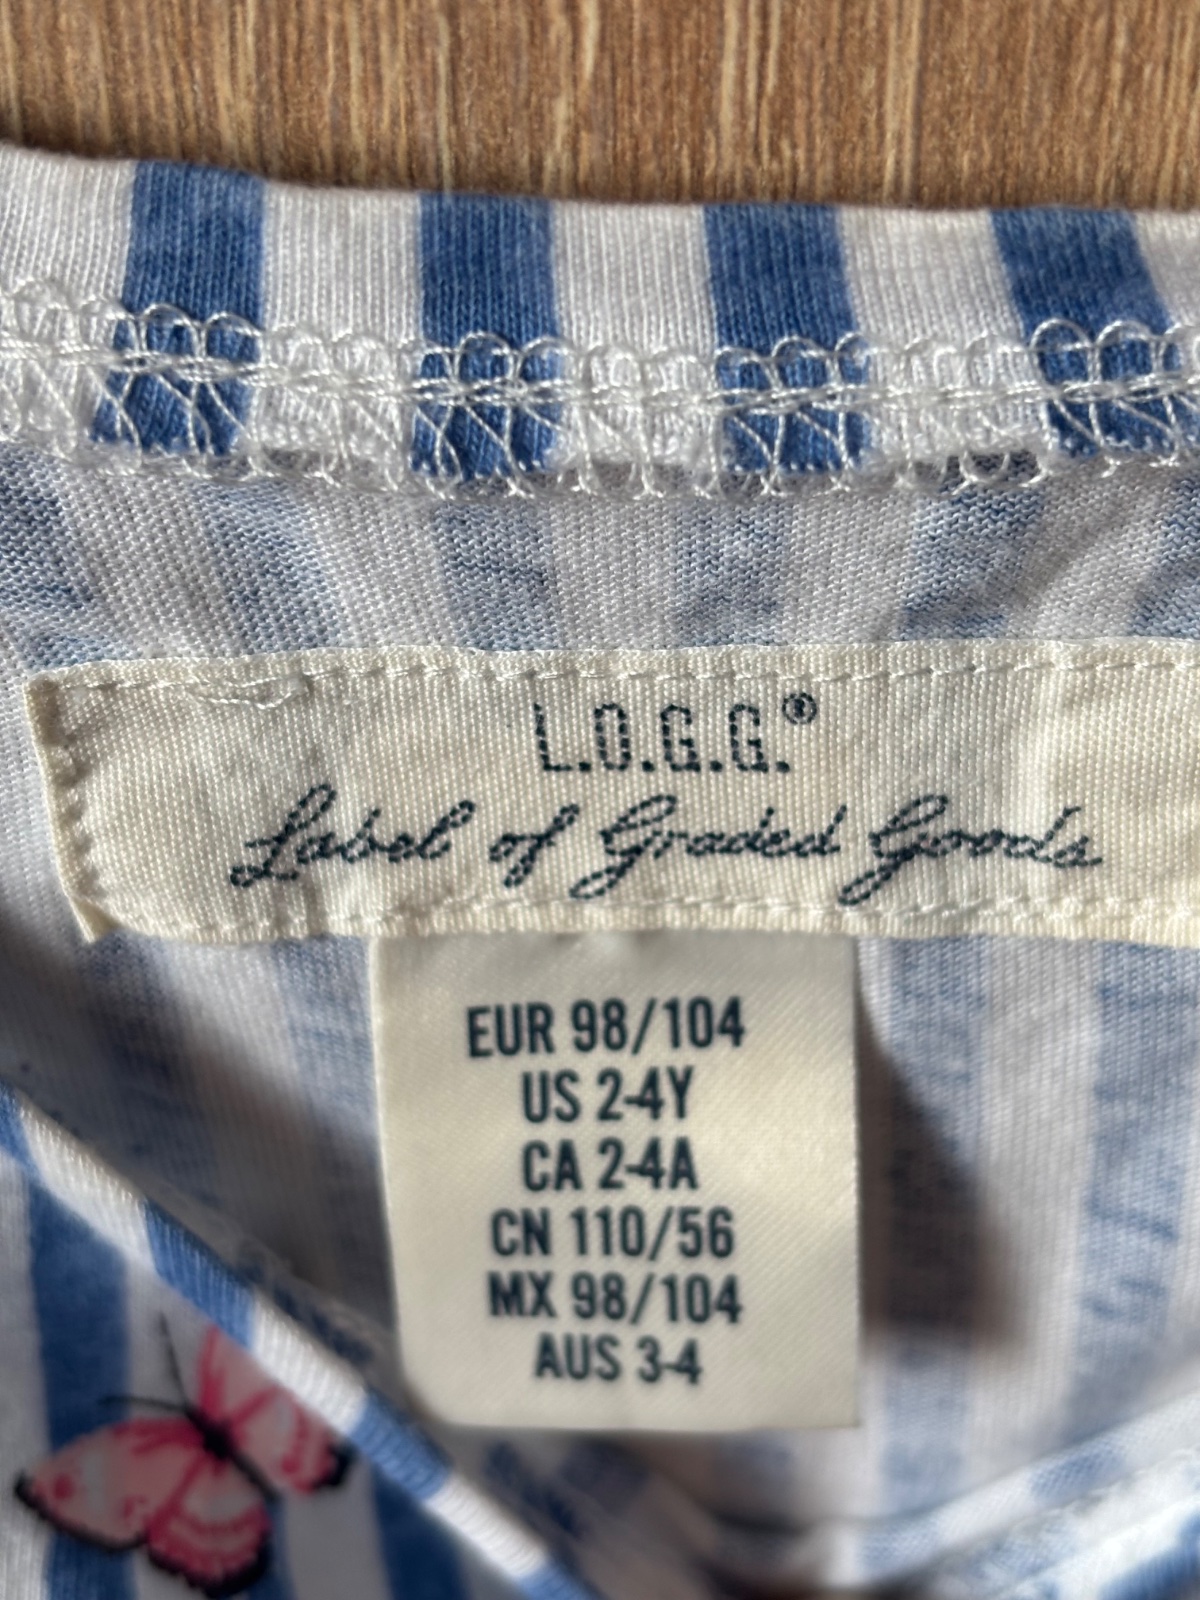 L.O.G.G.®
Label of Graded Goods
EUR 98/104
US 2-4Y
CA 2-4A
CN 110/56
MX 98/104
AUS 3-4